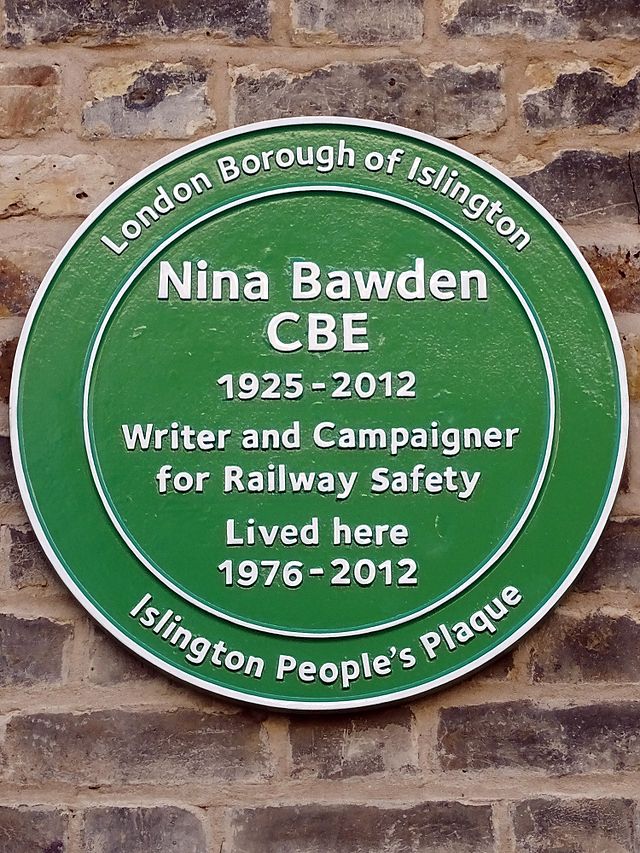 London Borough of Islington
Nina Bawden
CBE
1925-2012
Writer and Campaigner
for Railway Safety
Lived here
1976-2012
Islington People's Plaque